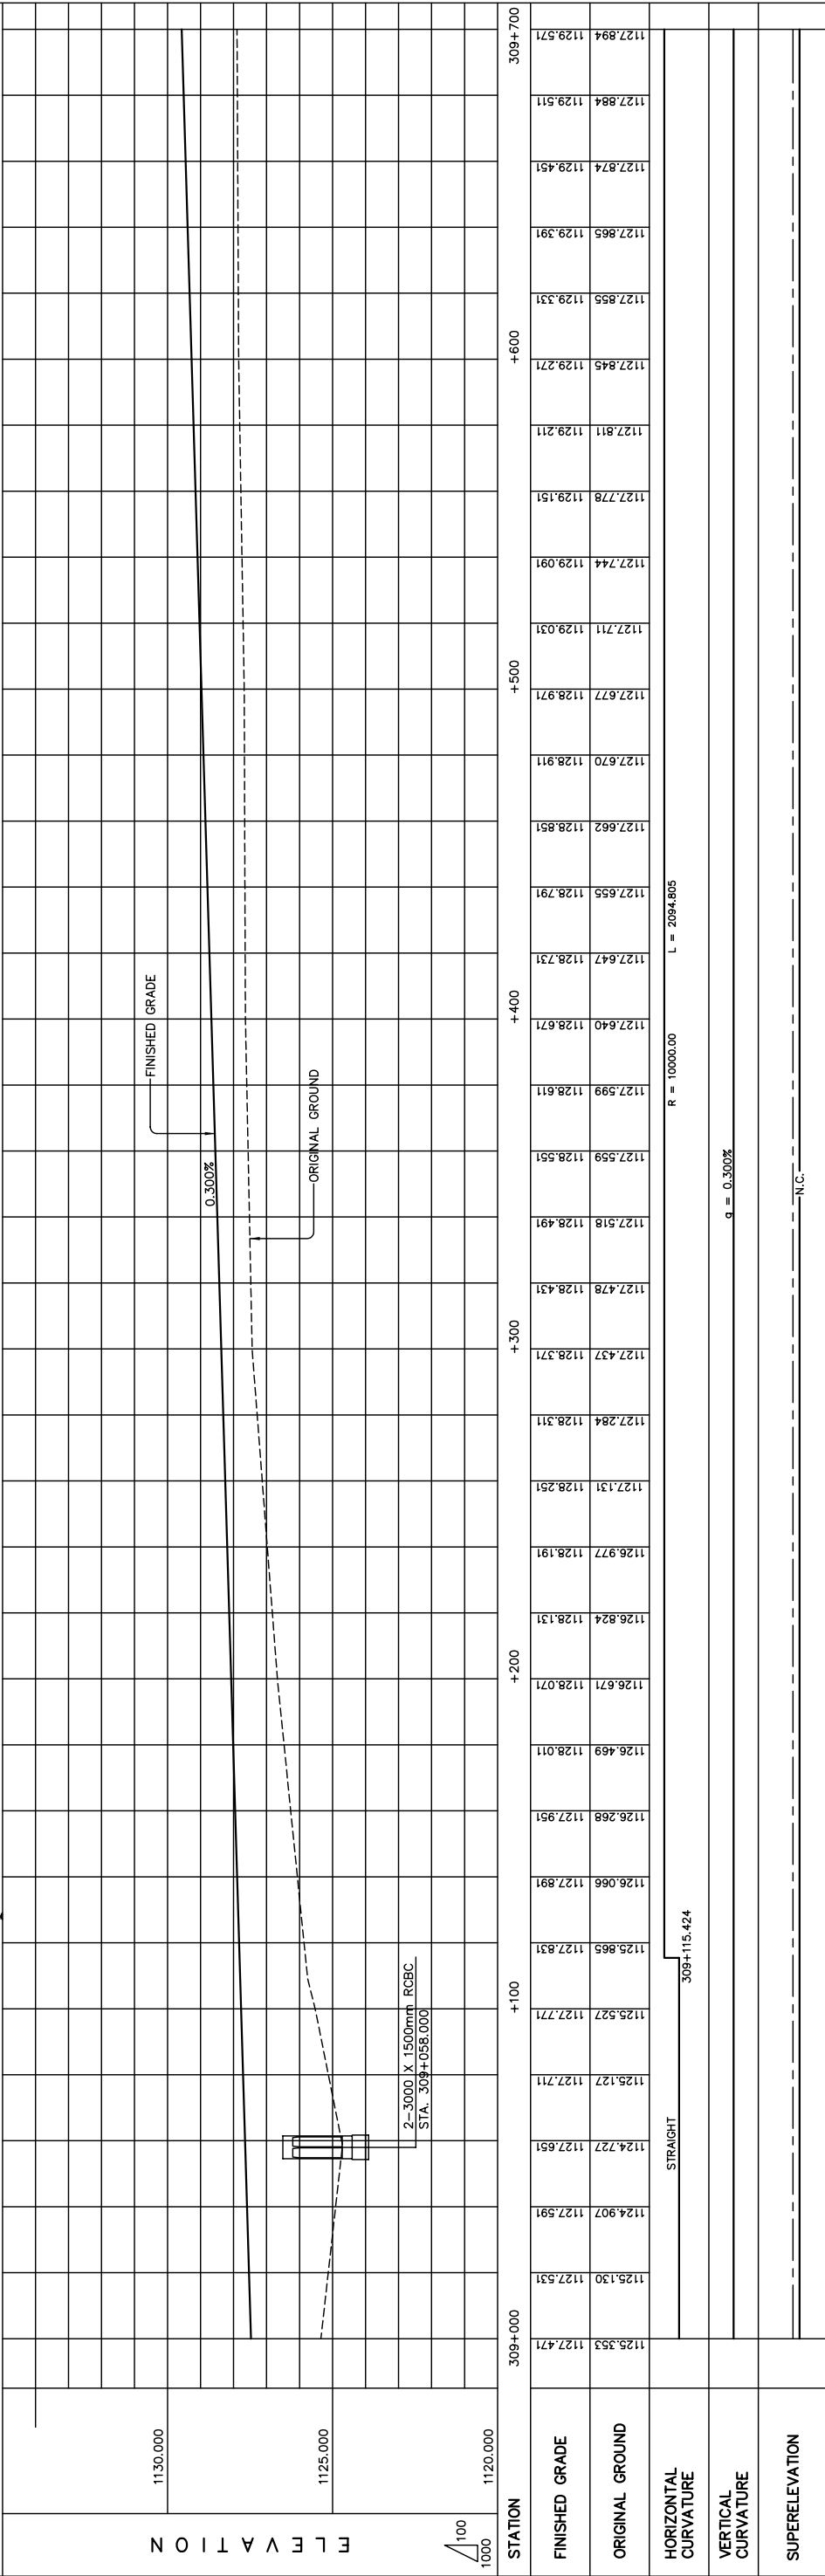 ELEVATION
1130.000
1125.000
1120.000
100
1000
FINISHED GRADE
0.300%
ORIGINAL GROUND
2-3000 X 1500mm RCBC
STA. 309+058.000
STATION
309+000 +100 +200 +300 +400 +500 +600 309+700
FINISHED GRADE
1127.471 1127.531 1127.591 1127.651 1127.711 1127.771 1127.831 1127.891 1127.951 1128.011 1128.071 1128.131 1128.191 1128.251 1128.311 1128.371 1128.431 1128.491 1128.551 1128.611 1128.671 1128.731 1128.791 1128.851 1128.911 1128.971 1129.031 1129.091 1129.151 1129.211 1129.271 1129.331 1129.391 1129.451 1129.511 1129.571
ORIGINAL GROUND
1125.353 1125.130 1124.907 1124.727 1125.127 1125.527 1125.865 1126.066 1126.268 1126.469 1126.671 1126.824 1126.977 1127.131 1127.284 1127.437 1127.478 1127.518 1127.559 1127.599 1127.640 1127.647 1127.655 1127.662 1127.670 1127.677 1127.711 1127.744 1127.778 1127.811 1127.845 1127.855 1127.865 1127.874 1127.884 1127.894
HORIZONTAL
CURVATURE
STRAIGHT
309+115.424
R = 10000.00 L = 2094.805
VERTICAL
CURVATURE
g = 0.300%
SUPERELEVATION
N.C.